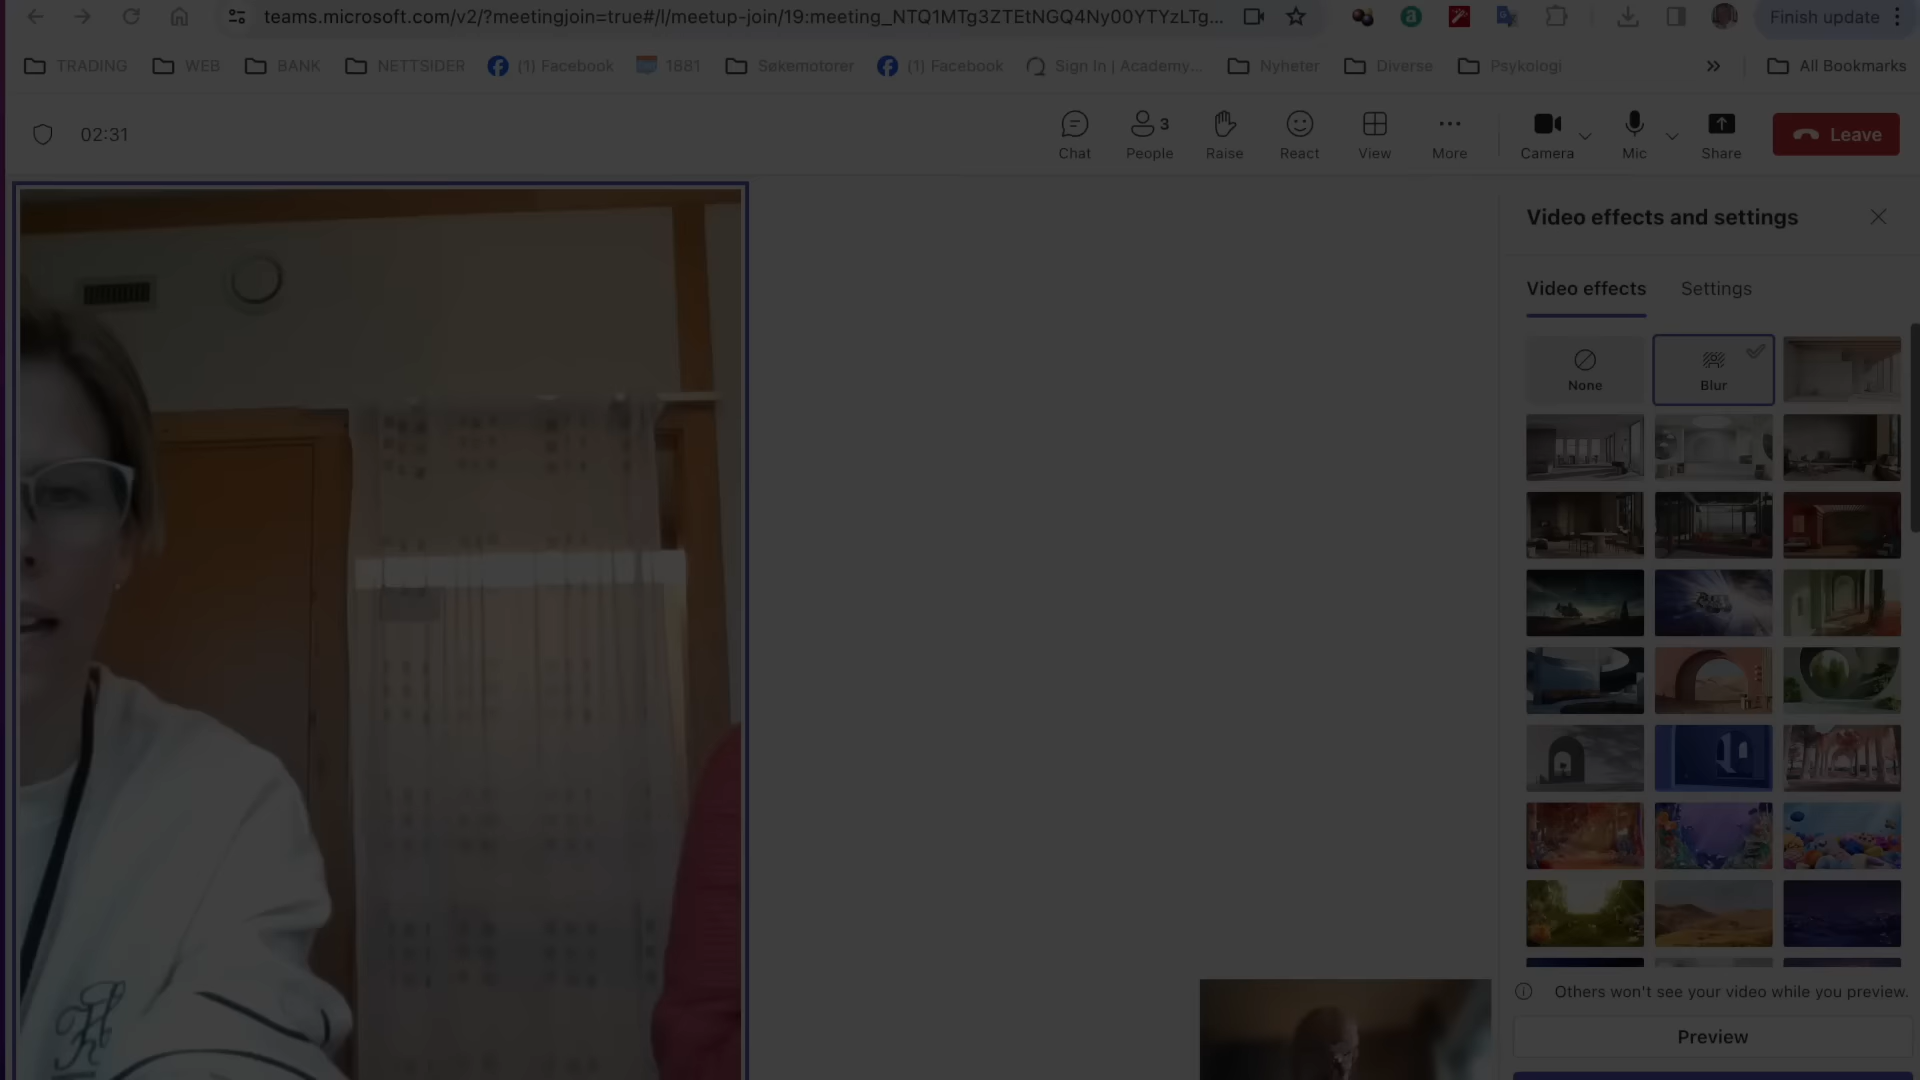 teams.microsoft.com/v2/?meetingjoin=true#/l/meetup-join/19:meeting_NTQ1MTg3ZTEtNGQ4Ny00YTYzLTg...
Finish update
TRADING WEB BANK NETTSIDER (1) Facebook 1881 Søkemotorer (1) Facebook Sign In | Academy... Nyheter Diverse Psykologi » All Bookmarks
02:31
3
Chat People Raise React View More Camera Mic Share Leave
Video effects and settings
Video effects Settings
None Blur
Others won't see your video while you preview.
Preview